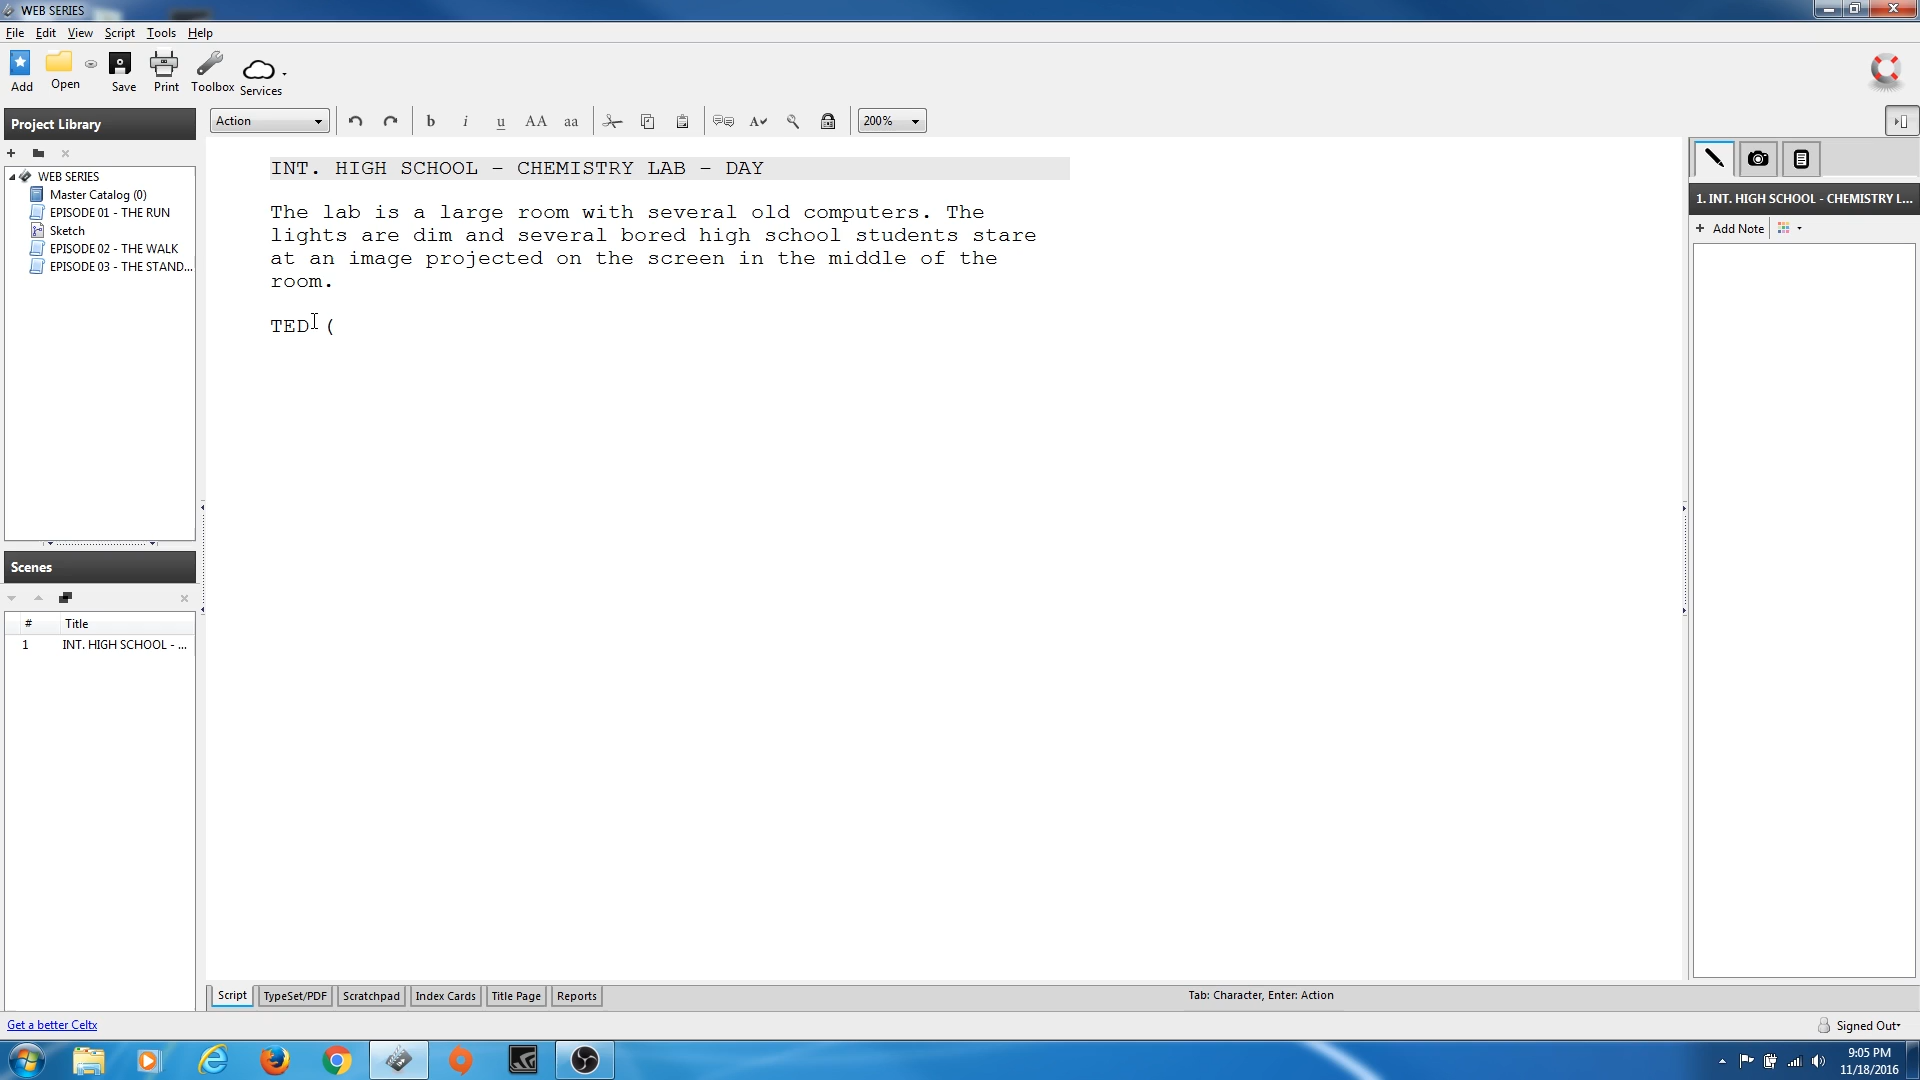 WEB SERIES
File Edit View Script Tools Help
Add Open Save Print Toolbox Services
Project Library
Action
b i u AA aa
200%
WEB SERIES
Master Catalog (0)
EPISODE 01 - THE RUN
Sketch
EPISODE 02 - THE WALK
EPISODE 03 - THE STAND...
INT. HIGH SCHOOL - CHEMISTRY LAB - DAY
The lab is a large room with several old computers. The
lights are dim and several bored high school students stare
at an image projected on the screen in the middle of the
room.
TED (
1. INT. HIGH SCHOOL - CHEMISTRY L...
+ Add Note
Scenes
# Title
1 INT. HIGH SCHOOL - ...
Script TypeSet/PDF Scratchpad Index Cards Title Page Reports
Tab: Character, Enter: Action
Get a better Celtx
Signed Out
9:05 PM
11/18/2016